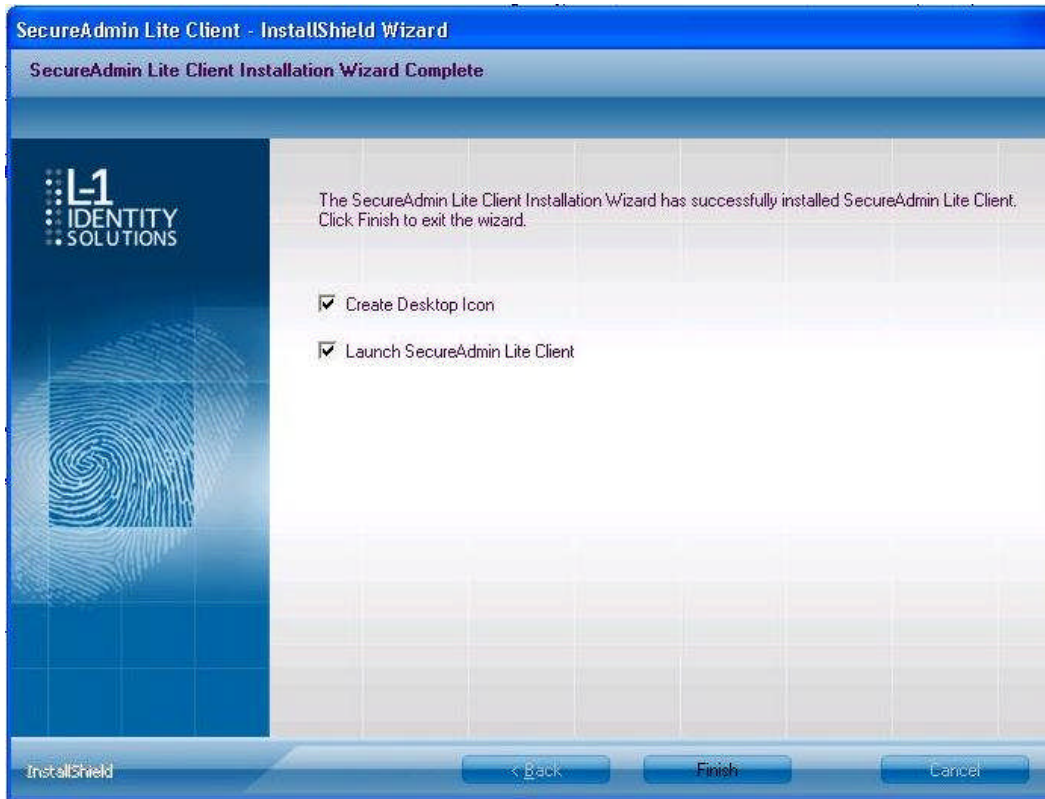 SecureAdmin Lite Client - InstallShield Wizard
SecureAdmin Lite Client Installation Wizard Complete
L-1
IDENTITY
SOLUTIONS
The SecureAdmin Lite Client Installation Wizard has successfully installed SecureAdmin Lite Client.
Click Finish to exit the wizard.
Create Desktop Icon
Launch SecureAdmin Lite Client
InstallShield
< Back
Finish
Cancel